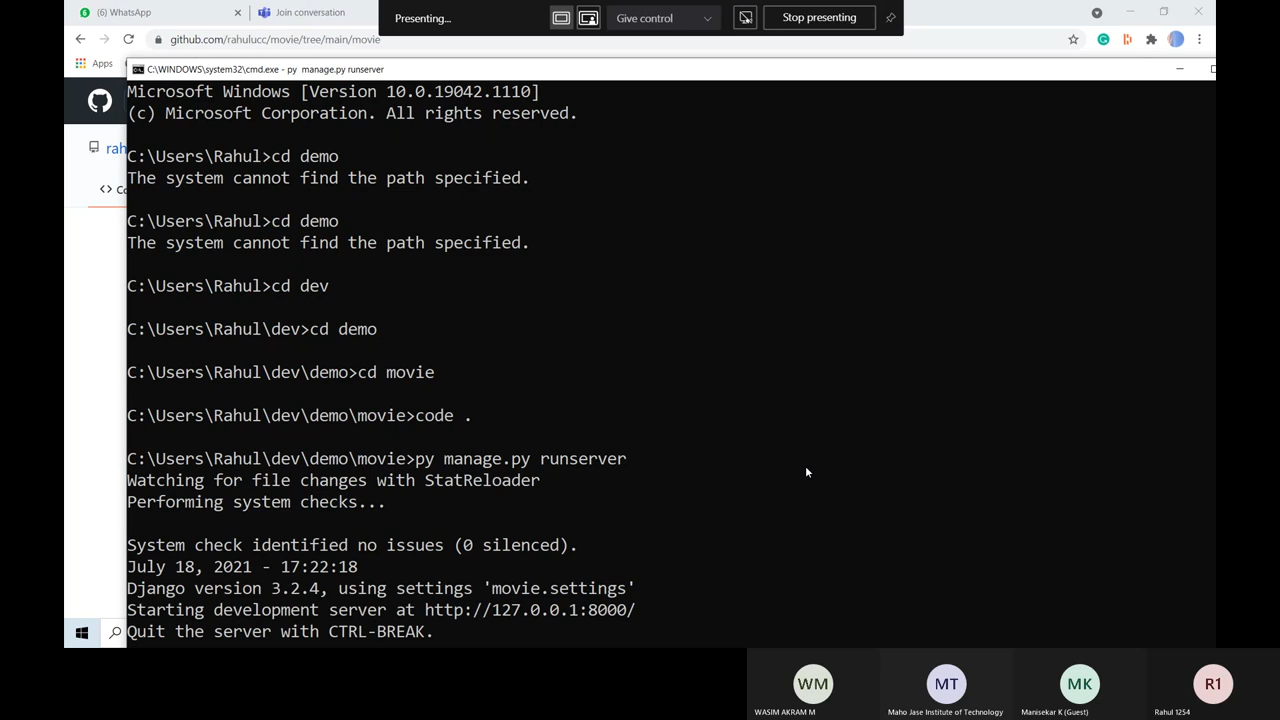 (6) WhatsApp
Join conversation
Presenting...
Give control
Stop presenting
github.com/rahulucc/movie/tree/main/movie
Apps
C:\WINDOWS\system32\cmd.exe - py  manage.py runserver
Microsoft Windows [Version 10.0.19042.1110]
(c) Microsoft Corporation. All rights reserved.
C:\Users\Rahul>cd demo
The system cannot find the path specified.
C:\Users\Rahul>cd demo
The system cannot find the path specified.
C:\Users\Rahul>cd dev
C:\Users\Rahul\dev>cd demo
C:\Users\Rahul\dev\demo>cd movie
C:\Users\Rahul\dev\demo\movie>code .
C:\Users\Rahul\dev\demo\movie>py manage.py runserver
Watching for file changes with StatReloader
Performing system checks...
System check identified no issues (0 silenced).
July 18, 2021 - 17:22:18
Django version 3.2.4, using settings 'movie.settings'
Starting development server at http://127.0.0.1:8000/
Quit the server with CTRL-BREAK.
rah
<> Co
WM
MT
MK
R1
WASIM AKRAM M
Maho Jase Institute of Technology
Manisekar K (Guest)
Rahul 1254